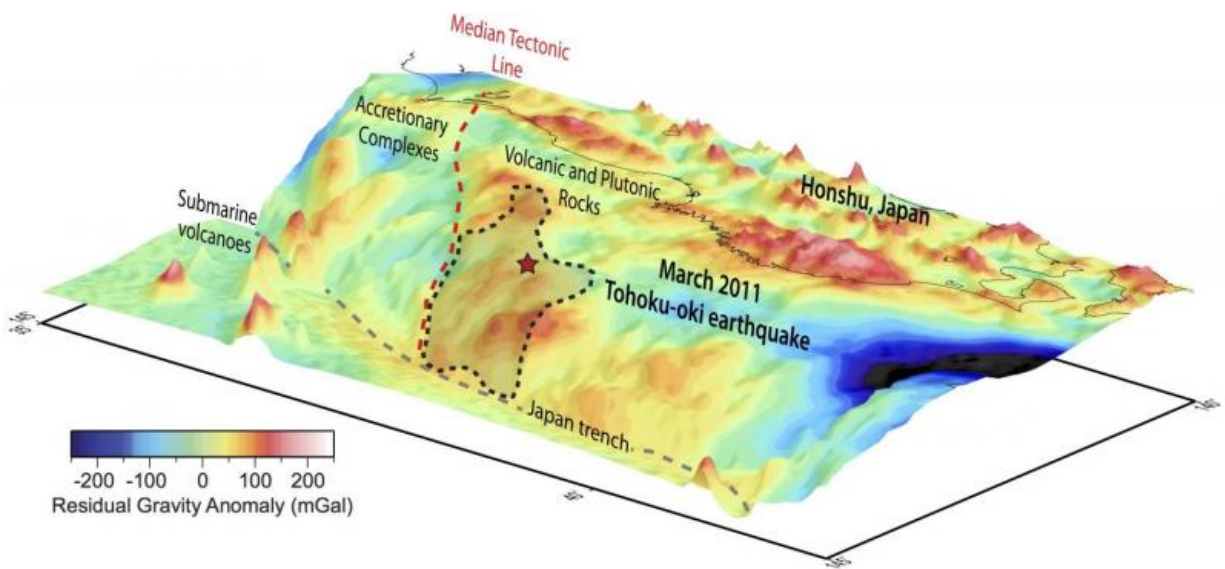 Median Tectonic
Line
Accretionary
Complexes
Volcanic and Plutonic
Rocks
Honshu, Japan
Submarine
volcanoes
March 2011
Tohoku-oki earthquake
Japan trench
-200 -100 0 100 200
Residual Gravity Anomaly (mGal)